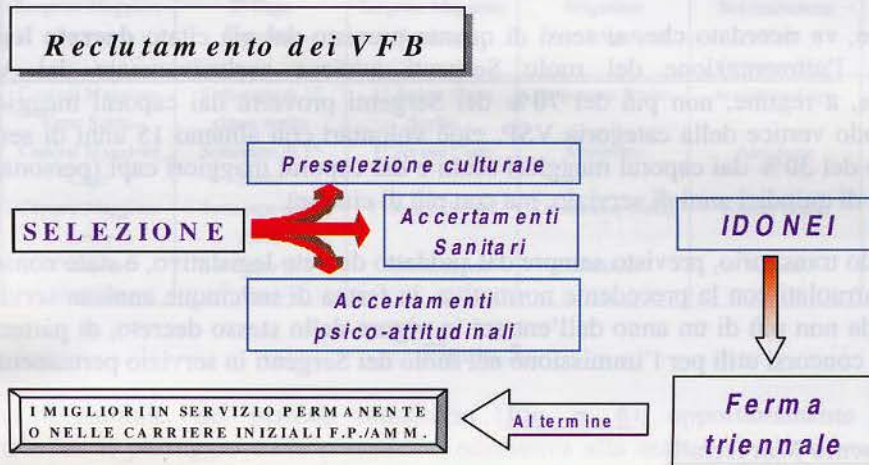 Reclutamento dei VFB
Preselezione culturale
SELEZIONE
Accertamenti
Sanitari
IDONEI
Accertamenti
psico-attitudinali
I MIGLIORI IN SERVIZIO PERMANENTE
O NELLE CARRIERE INIZIALI F.P./AMM.
Al termine
Ferma
triennale